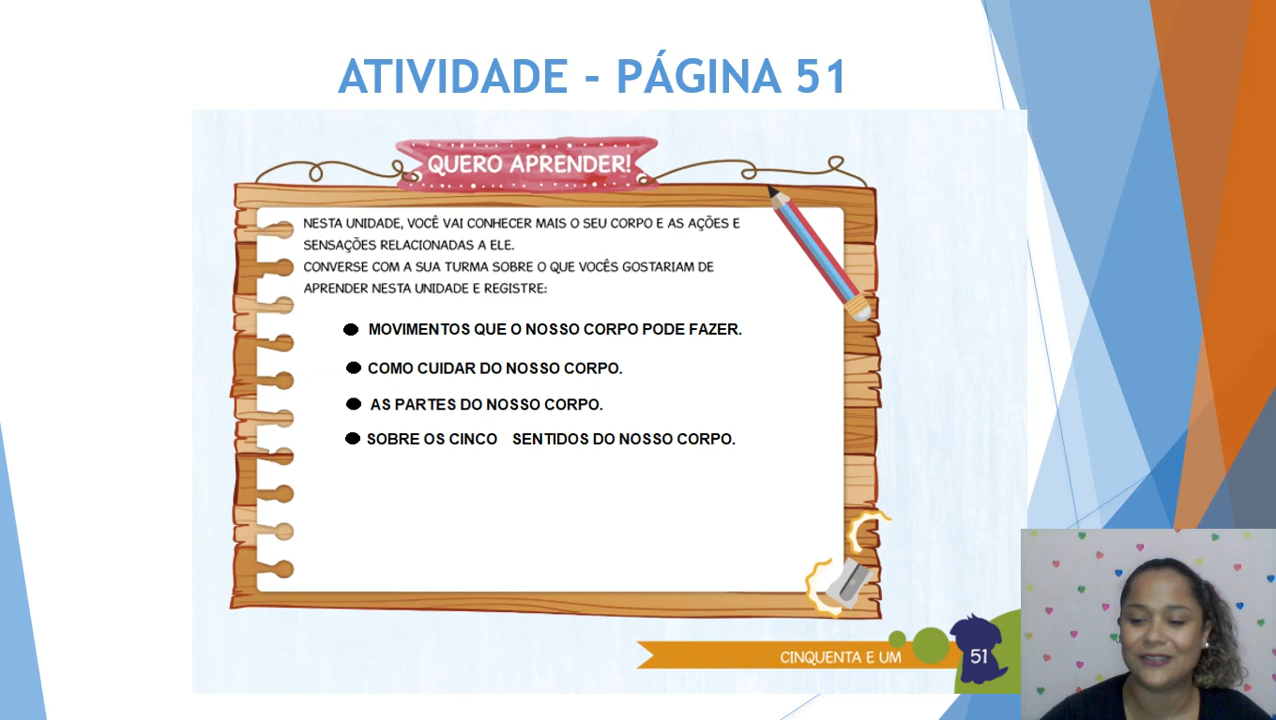 ATIVIDADE - PÁGINA 51
QUERO APRENDER!
NESTA UNIDADE, VOCÊ VAI CONHECER MAIS O SEU CORPO E AS AÇÕES E
SENSAÇÕES RELACIONADAS A ELE.
CONVERSE COM A SUA TURMA SOBRE O QUE VOCÊS GOSTARIAM DE
APRENDER NESTA UNIDADE E REGISTRE:
● MOVIMENTOS QUE O NOSSO CORPO PODE FAZER.
● COMO CUIDAR DO NOSSO CORPO.
● AS PARTES DO NOSSO CORPO.
● SOBRE OS CINCO SENTIDOS DO NOSSO CORPO.
CINQUENTA E UM 51